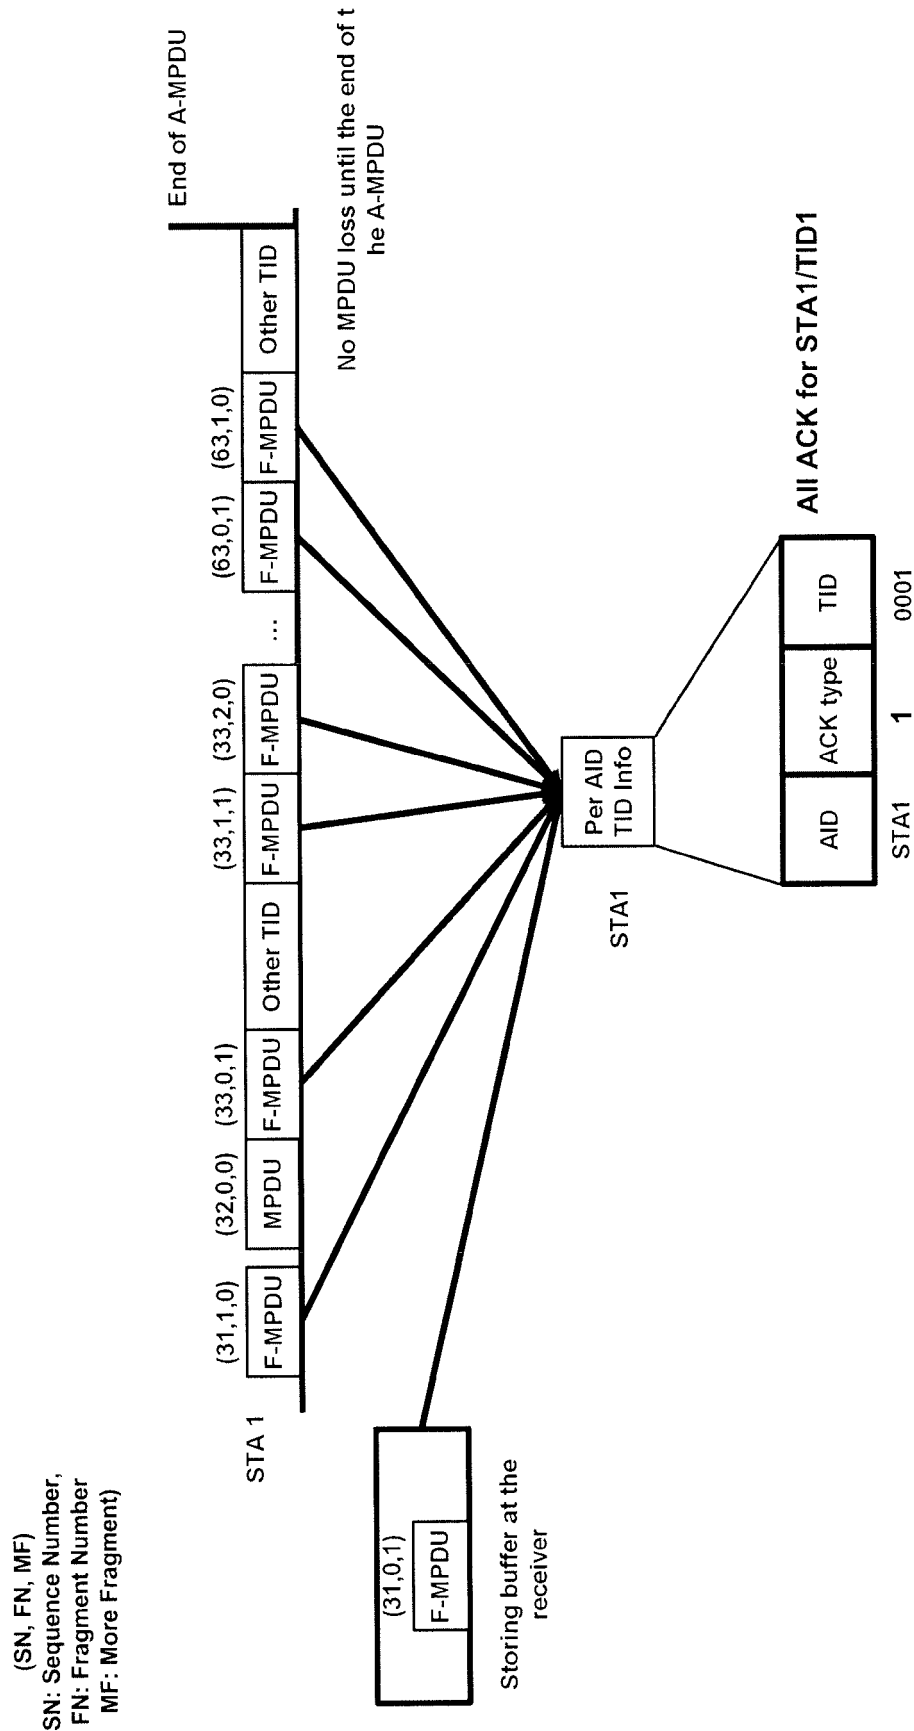 (SN, FN, MF)
SN: Sequence Number,
FN: Fragment Number
MF: More Fragment)
End of A-MPDU
(31,1,0)
(32,0,0)
(33,0,1)
(33,1,1)
(33,2,0)
(63,0,1)
(63,1,0)
STA 1
F-MPDU
MPDU
F-MPDU
Other TID
F-MPDU
F-MPDU
...
F-MPDU
F-MPDU
Other TID
No MPDU loss until the end of t
he A-MPDU
(31,0,1)
F-MPDU
Storing buffer at the
receiver
STA1
Per AID
TID Info
AID
ACK type
TID
All ACK for STA1/TID1
STA1
1
0001